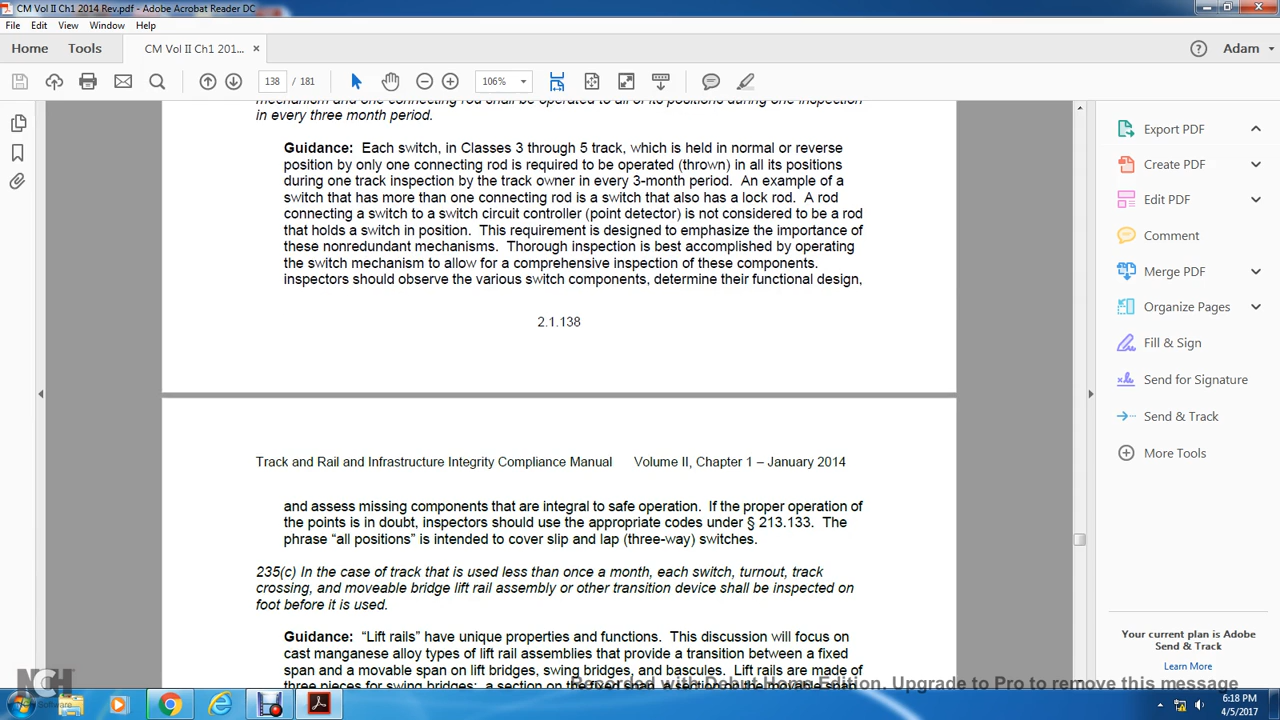 CM Vol II Ch1 2014 Rev.pdf - Adobe Acrobat Reader DC
File Edit View Window Help
Home Tools CM Vol II Ch1 201... × Adam
138 / 181 106%
mechanism and one connecting rod shall be operated to all of its positions during one inspection
in every three month period.
Guidance: Each switch, in Classes 3 through 5 track, which is held in normal or reverse
position by only one connecting rod is required to be operated (thrown) in all its positions
during one track inspection by the track owner in every 3-month period. An example of a
switch that has more than one connecting rod is a switch that also has a lock rod. A rod
connecting a switch to a switch circuit controller (point detector) is not considered to be a rod
that holds a switch in position. This requirement is designed to emphasize the importance of
these nonredundant mechanisms. Thorough inspection is best accomplished by operating
the switch mechanism to allow for a comprehensive inspection of these components.
inspectors should observe the various switch components, determine their functional design,
2.1.138
Track and Rail and Infrastructure Integrity Compliance Manual Volume II, Chapter 1 – January 2014
and assess missing components that are integral to safe operation. If the proper operation of
the points is in doubt, inspectors should use the appropriate codes under § 213.133. The
phrase “all positions” is intended to cover slip and lap (three-way) switches.
235(c) In the case of track that is used less than once a month, each switch, turnout, track
crossing, and moveable bridge lift rail assembly or other transition device shall be inspected on
foot before it is used.
Guidance: “Lift rails” have unique properties and functions. This discussion will focus on
cast manganese alloy types of lift rail assemblies that provide a transition between a fixed
span and a movable span on lift bridges, swing bridges, and bascules. Lift rails are made of
three pieces for swing bridges: a section on the
Export PDF
Create PDF
Edit PDF
Comment
Merge PDF
Organize Pages
Fill & Sign
Send for Signature
Send & Track
More Tools
Your current plan is Adobe
Send & Track
Learn More
NCH Software
Recorded with Debut Home Edition. Upgrade to Pro to remove this message
6:18 PM
4/5/2017